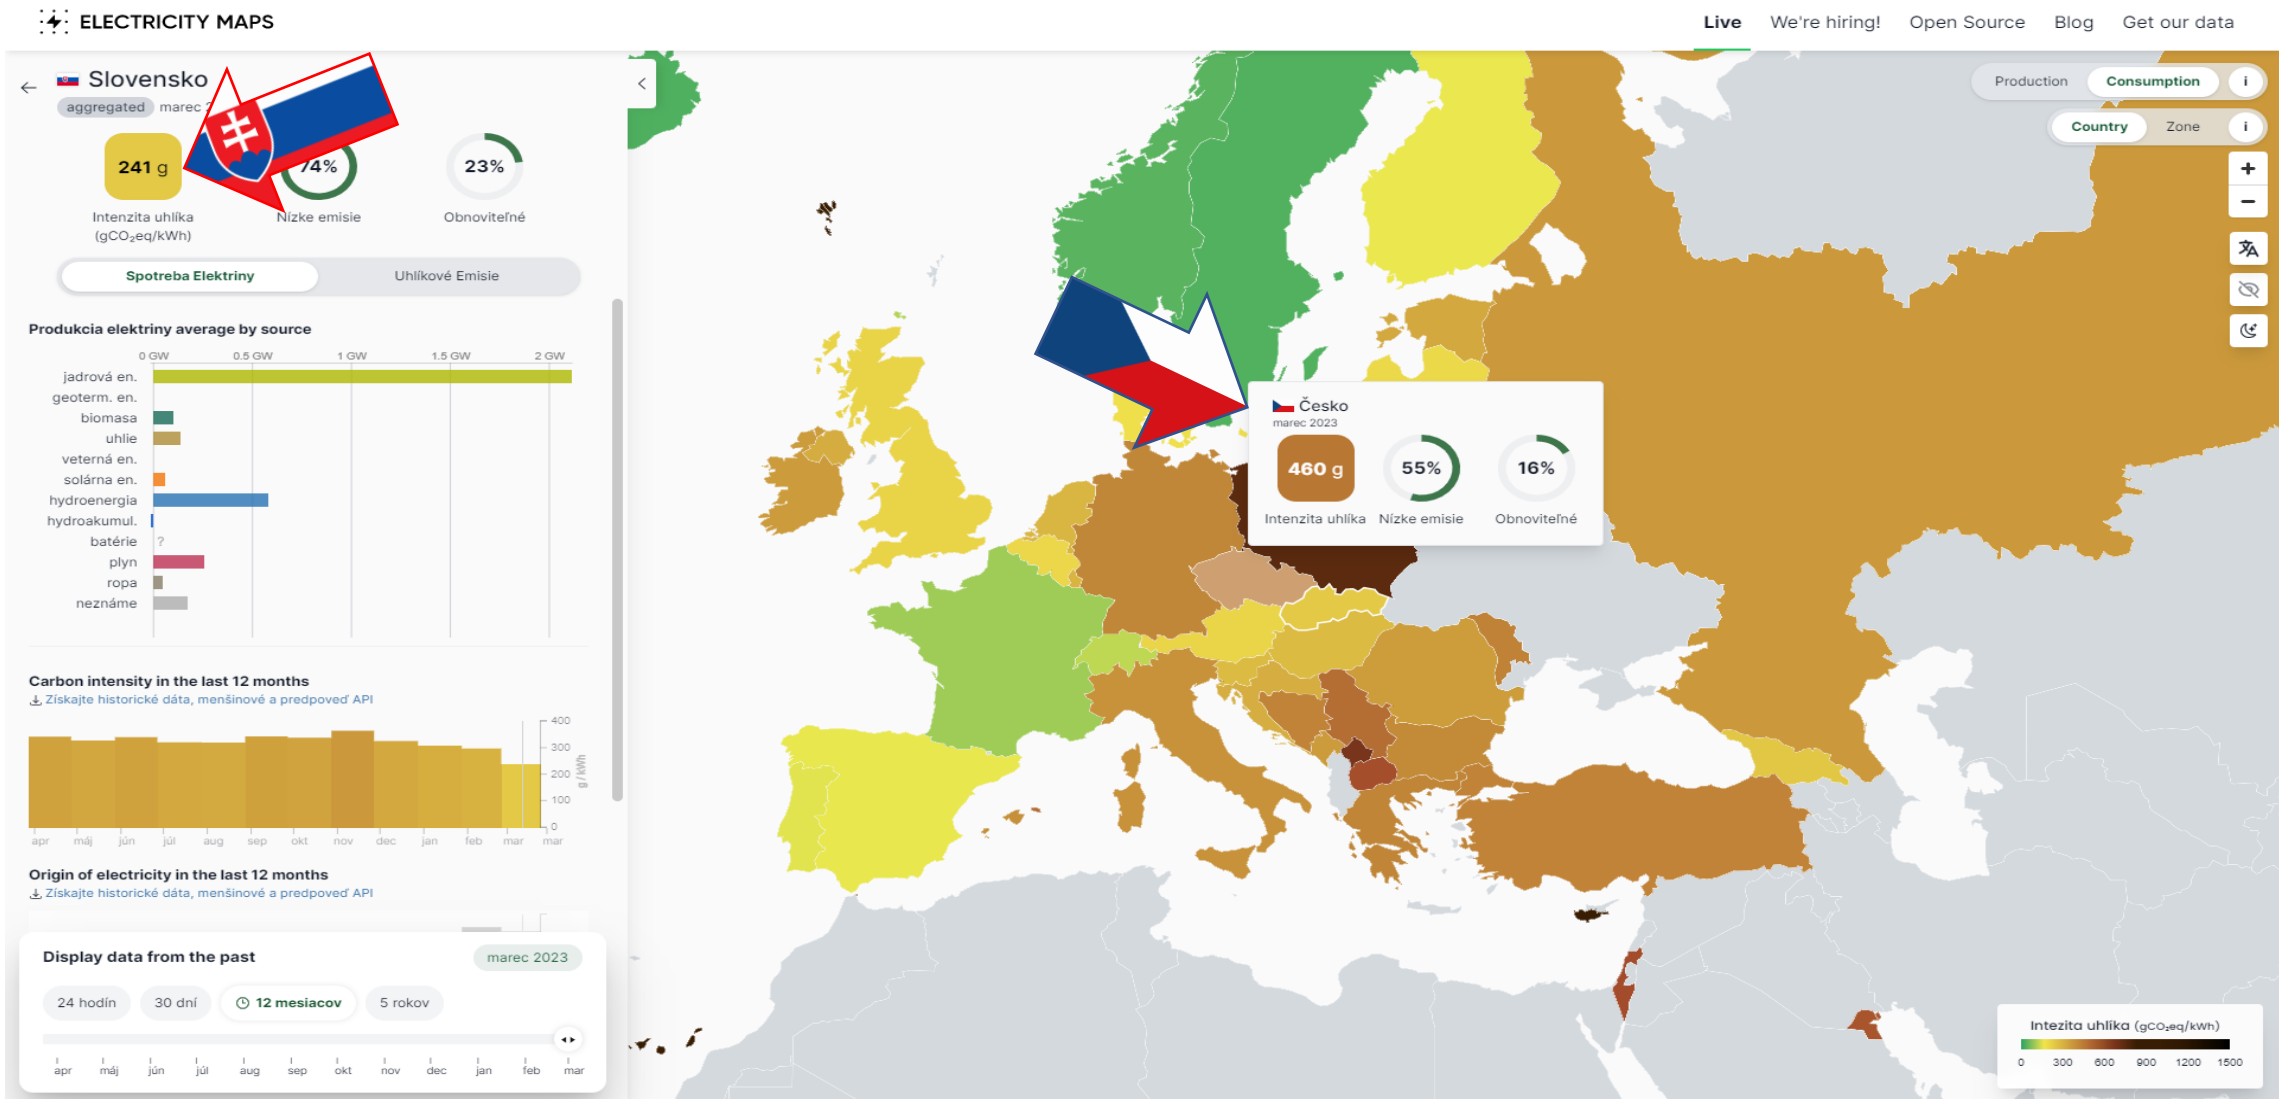 ELECTRICITY MAPS
Live We're hiring! Open Source Blog Get our data
Slovensko
aggregated marec 2
241 g
74%
23%
Intenzita uhlíka
(gCO₂eq/kWh)
Nízke emisie
Obnoviteľné
Spotreba Elektriny
Uhlíkové Emisie
Produkcia elektriny average by source
0 GW 0.5 GW 1 GW 1.5 GW 2 GW
jadrová en.
geoterm. en.
biomasa
uhlie
veterná en.
solárna en.
hydroenergia
hydroakumul.
batérie ?
plyn
ropa
neznáme
Carbon intensity in the last 12 months
Získajte historické dáta, menšinové a predpoveď API
400
300
200
100
0
g/kWh
apr máj jún júl aug sep okt nov dec jan feb mar mar
Origin of electricity in the last 12 months
Získajte historické dáta, menšinové a predpoveď API
Display data from the past
marec 2023
24 hodín 30 dní 12 mesiacov 5 rokov
apr máj jún júl aug sep okt nov dec jan feb mar
Production Consumption i
Country Zone i
+
−
Česko
marec 2023
460 g
55%
16%
Intenzita uhlíka Nízke emisie Obnoviteľné
Intezita uhlíka (gCO₂eq/kWh)
0 300 600 900 1200 1500